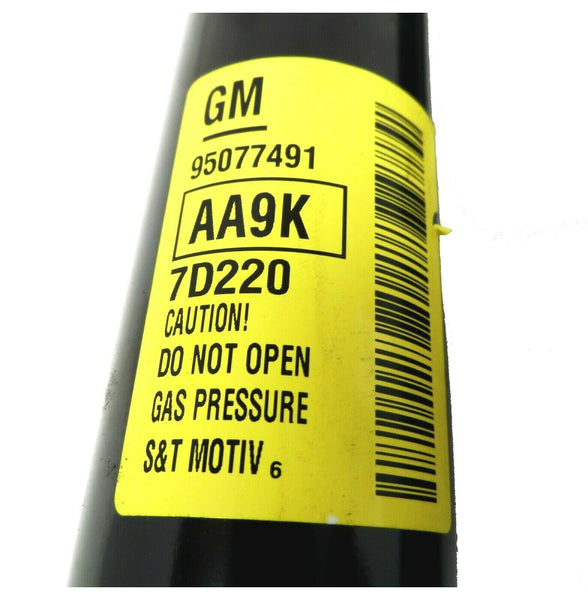 GM
95077491
AA9K
7D220
CAUTION!
DO NOT OPEN
GAS PRESSURE
S&T MOTIV 6